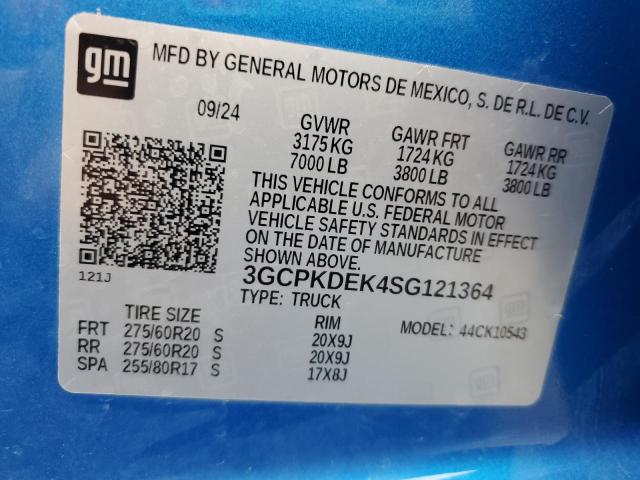 gm
MFD BY GENERAL MOTORS DE MEXICO, S. DE R.L. DE C.V.
09/24
GVWR GAWR FRT GAWR RR
3175 KG 1724 KG 1724 KG
7000 LB 3800 LB 3800 LB
THIS VEHICLE CONFORMS TO ALL
APPLICABLE U.S. FEDERAL MOTOR
VEHICLE SAFETY STANDARDS IN EFFECT
ON THE DATE OF MANUFACTURE
SHOWN ABOVE.
121J
3GCPKDEK4SG121364
TYPE: TRUCK
TIRE SIZE RIM MODEL: 44CK10543
FRT 275/60R20 S 20X9J
RR 275/60R20 S 20X9J
SPA 255/80R17 S 17X8J